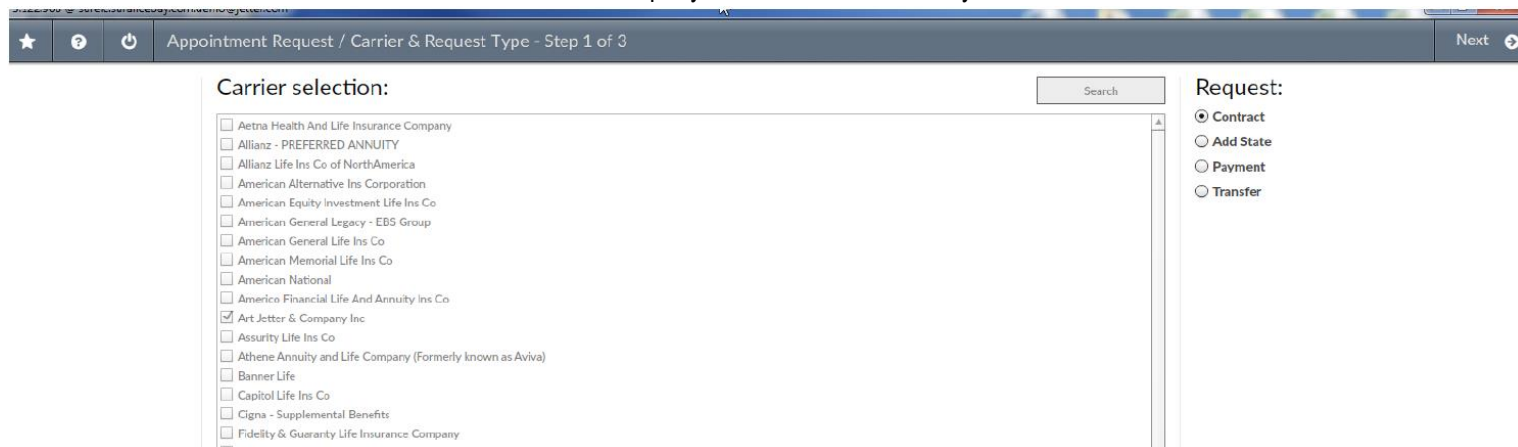 Appointment Request / Carrier & Request Type - Step 1 of 3
Next
Carrier selection:
Search
Aetna Health And Life Insurance Company
Allianz - PREFERRED ANNUITY
Allianz Life Ins Co of NorthAmerica
American Alternative Ins Corporation
American Equity Investment Life Ins Co
American General Legacy - EBS Group
American General Life Ins Co
American Memorial Life Ins Co
American National
Americo Financial Life And Annuity Ins Co
Art Jetter & Company Inc
Assurity Life Ins Co
Athene Annuity and Life Company (Formerly known as Aviva)
Banner Life
Capitol Life Ins Co
Cigna - Supplemental Benefits
Fidelity & Guaranty Life Insurance Company
Request:
Contract
Add State
Payment
Transfer